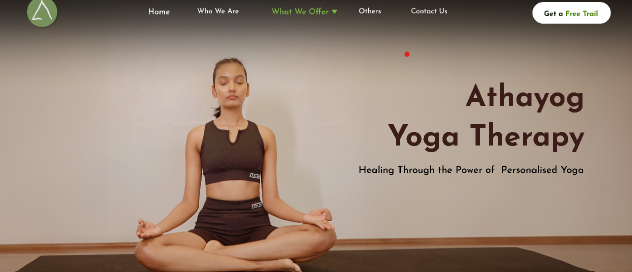 Home
Who We Are
What We Offer
Others
Contact Us
Get a Free Trail
Athayog
Yoga Therapy
Healing Through the Power of Personalised Yoga